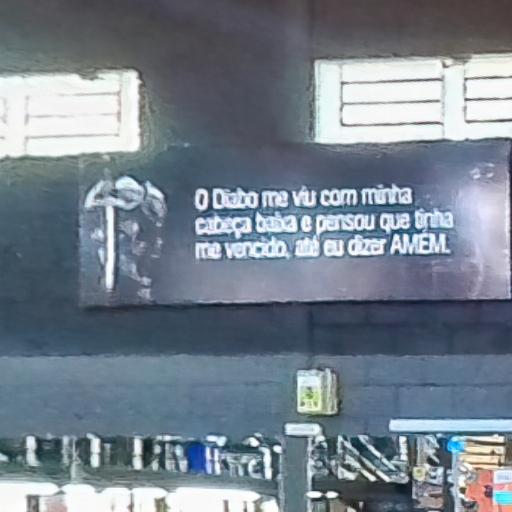 O Diabo me viu com minha
cabeça baixa e pensou que tinha
me vencido, até eu dizer AMÉM.